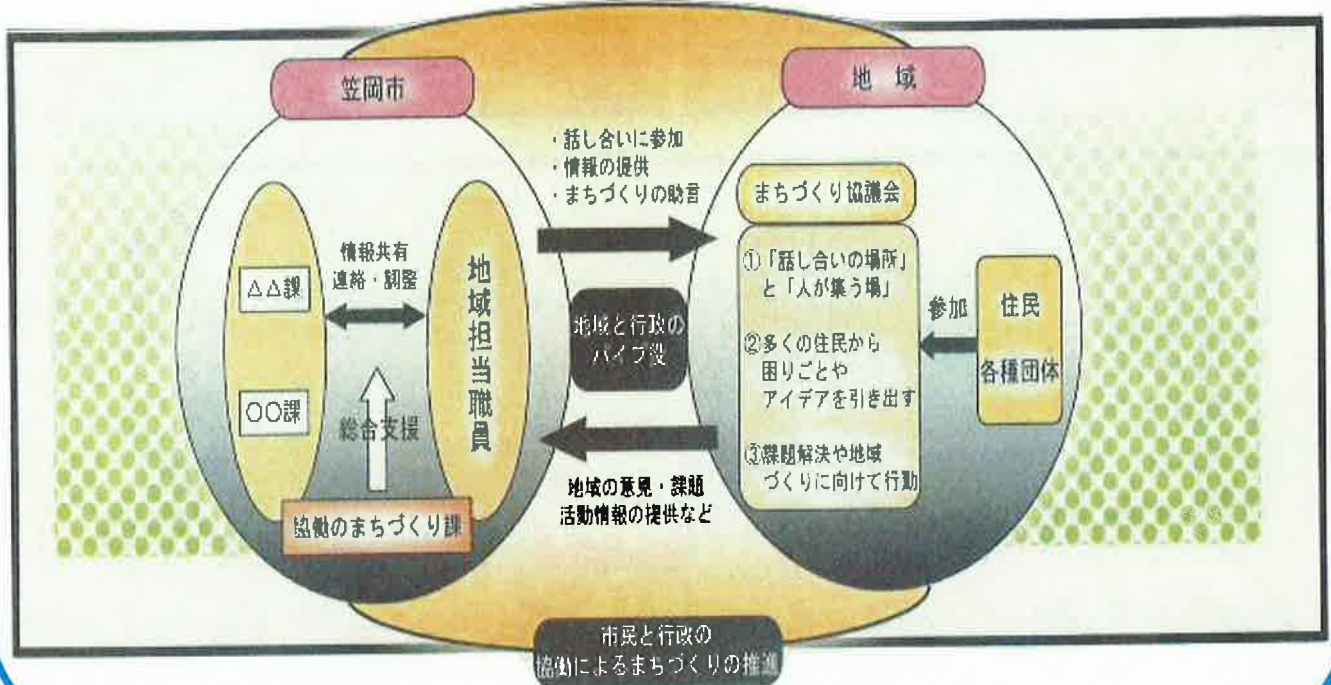 笠岡市
地 域
・話し合いに参加
・情報の提供
・まちづくりの助言
まちづくり協議会
情報共有
連絡・調整
△△課
○○課
地域担当職員
総合支援
協働のまちづくり課
地域と行政の
パイプ役
①「話し合いの場所」
と「人が集う場」
②多くの住民から
困りごとや
アイデアを引き出す
③課題解決や地域
づくりに向けて行動
参加
住民
各種団体
地域の意見・課題
活動情報の提供など
市民と行政の
協働によるまちづくりの推進